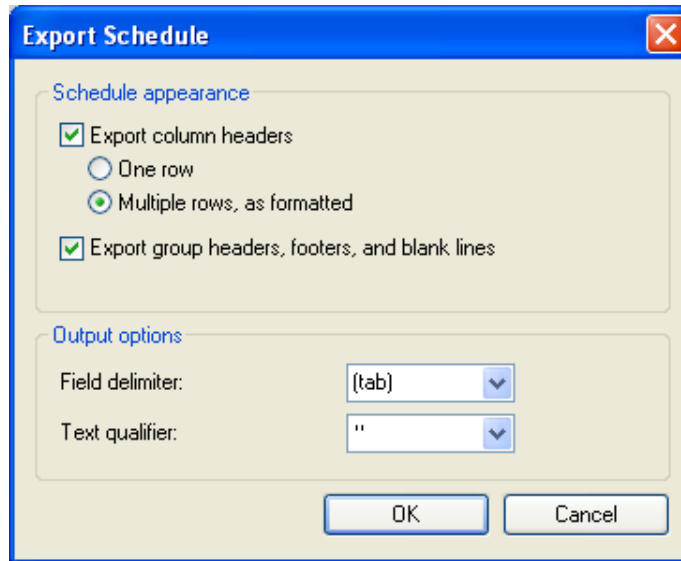 Export Schedule
Schedule appearance
Export column headers
One row
Multiple rows, as formatted
Export group headers, footers, and blank lines
Output options
Field delimiter: (tab)
Text qualifier: "
OK Cancel